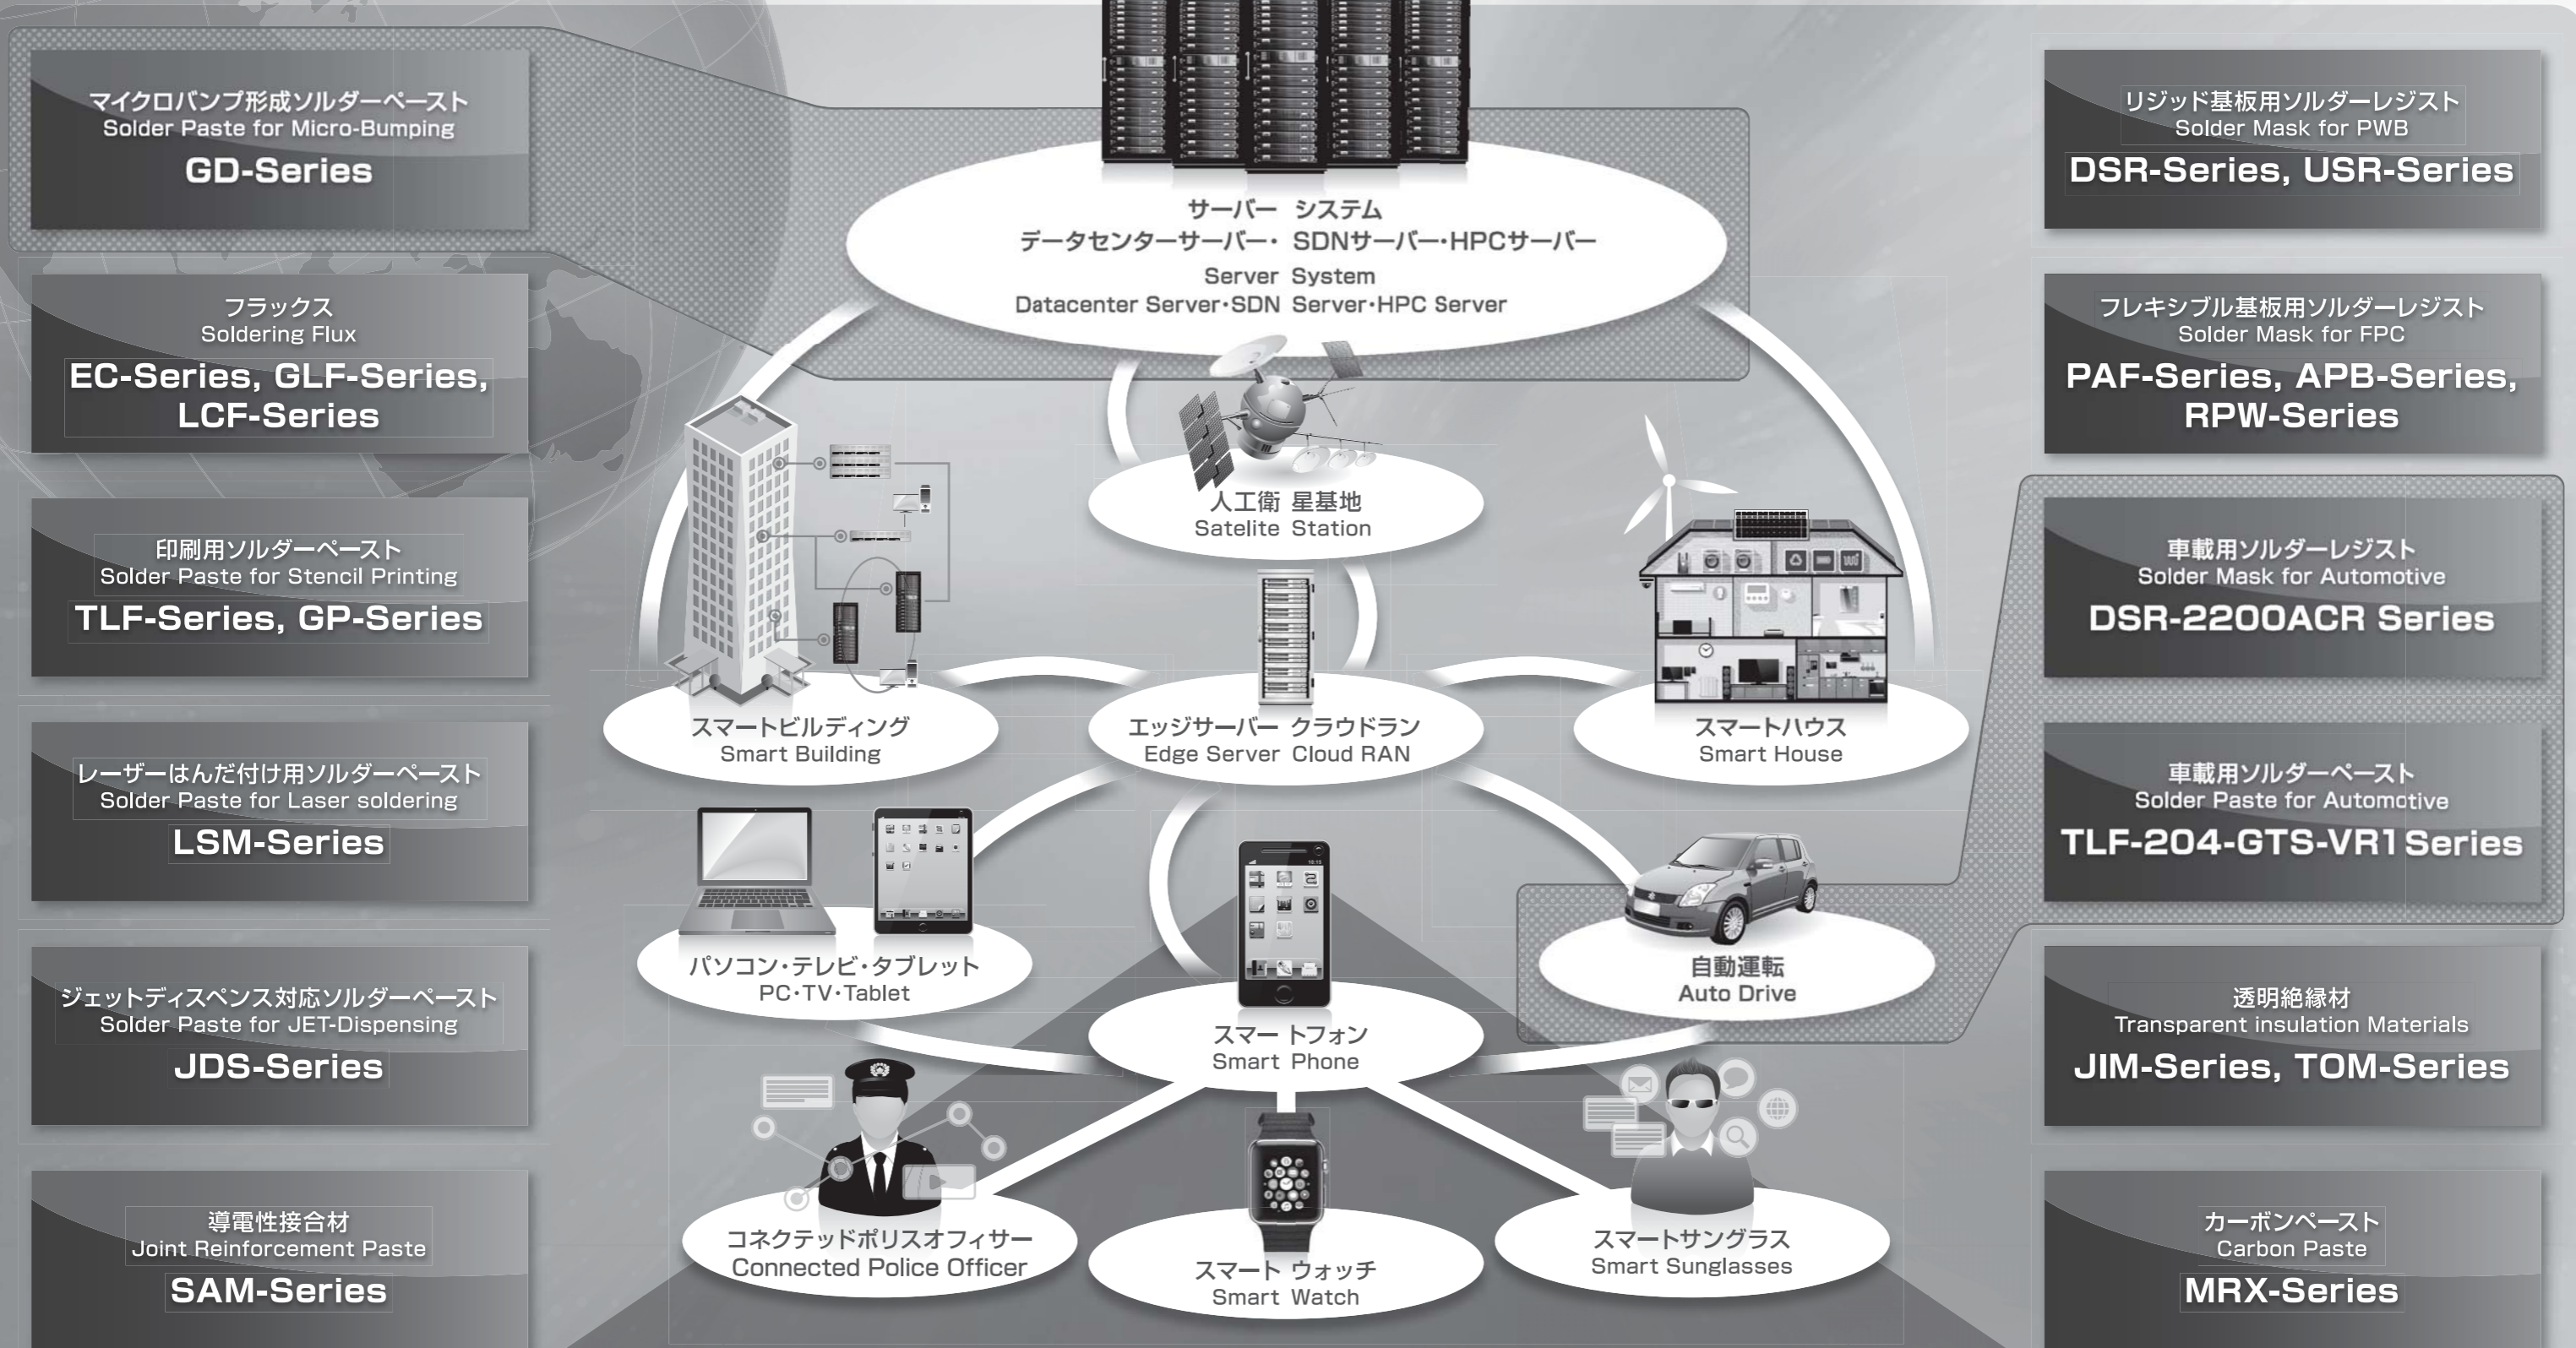 マイクロバンプ形成ソルダーペースト
Solder Paste for Micro-Bumping
GD-Series
フラックス
Soldering Flux
EC-Series, GLF-Series,
LCF-Series
印刷用ソルダーペースト
Solder Paste for Stencil Printing
TLF-Series, GP-Series
レーザーはんだ付け用ソルダーペースト
Solder Paste for Laser soldering
LSM-Series
ジェットディスペンス対応ソルダーペースト
Solder Paste for JET-Dispensing
JDS-Series
導電性接合材
Joint Reinforcement Paste
SAM-Series
サーバー システム
データセンターサーバー・ SDNサーバー・HPCサーバー
Server System
Datacenter Server・SDN Server・HPC Server
人工衛 星基地
Satelite Station
スマートビルディング
Smart Building
エッジサーバー クラウドラン
Edge Server Cloud RAN
スマートハウス
Smart House
パソコン・テレビ・タブレット
PC・TV・Tablet
10:15
スマー トフォン
Smart Phone
自動運転
Auto Drive
コネクテッドポリスオフィサー
Connected Police Officer
スマート ウォッチ
Smart Watch
スマートサングラス
Smart Sunglasses
リジッド基板用ソルダーレジスト
Solder Mask for PWB
DSR-Series, USR-Series
フレキシブル基板用ソルダーレジスト
Solder Mask for FPC
PAF-Series, APB-Series,
RPW-Series
車載用ソルダーレジスト
Solder Mask for Automotive
DSR-2200ACR Series
車載用ソルダーペースト
Solder Paste for Automotive
TLF-204-GTS-VR1 Series
透明絶縁材
Transparent insulation Materials
JIM-Series, TOM-Series
カーボンペースト
Carbon Paste
MRX-Series